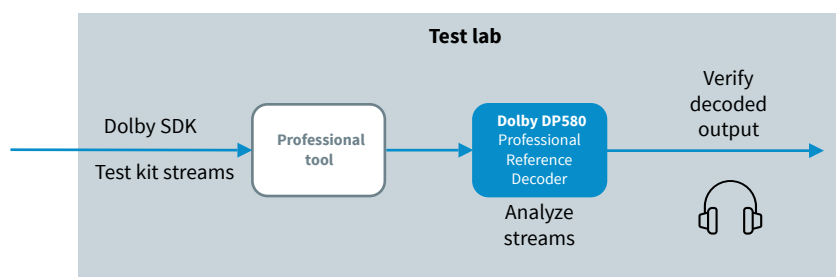 Test lab
Dolby SDK
Test kit streams
Professional
tool
Dolby DP580
Professional
Reference
Decoder
Analyze
streams
Verify
decoded
output